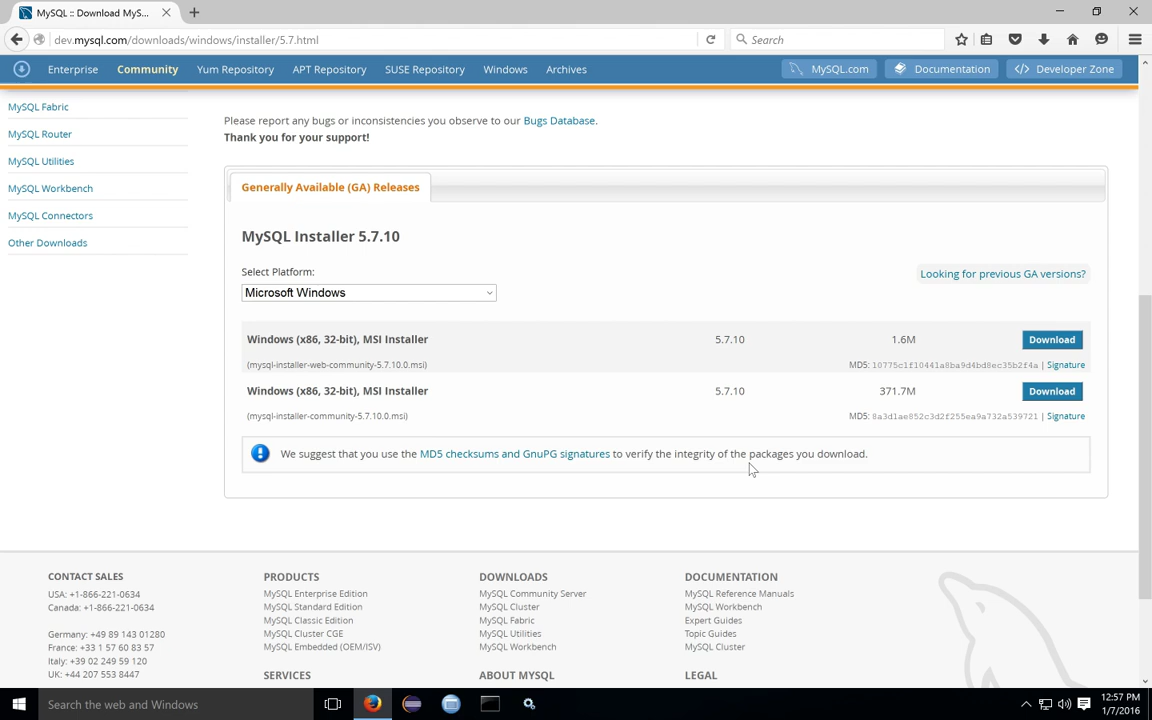 MySQL :: Download MyS...
dev.mysql.com/downloads/windows/installer/5.7.html
Search
Enterprise Community Yum Repository APT Repository SUSE Repository Windows Archives MySQL.com Documentation Developer Zone
MySQL Fabric
MySQL Router
MySQL Utilities
MySQL Workbench
MySQL Connectors
Other Downloads
Please report any bugs or inconsistencies you observe to our Bugs Database.
Thank you for your support!
Generally Available (GA) Releases
MySQL Installer 5.7.10
Select Platform:
Looking for previous GA versions?
Microsoft Windows
Windows (x86, 32-bit), MSI Installer 5.7.10 1.6M Download
(mysql-installer-web-community-5.7.10.0.msi) MD5: 10775c1f10441a8ba9d4bd8ec35b2f4a | Signature
Windows (x86, 32-bit), MSI Installer 5.7.10 371.7M Download
(mysql-installer-community-5.7.10.0.msi) MD5: 8a3d1ae852c3d2f255ea9a732a539721 | Signature
We suggest that you use the MD5 checksums and GnuPG signatures to verify the integrity of the packages you download.
CONTACT SALES
USA: +1-866-221-0634
Canada: +1-866-221-0634
Germany: +49 89 143 01280
France: +33 1 57 60 83 57
Italy: +39 02 249 59 120
UK: +44 207 553 8447
PRODUCTS
MySQL Enterprise Edition
MySQL Standard Edition
MySQL Classic Edition
MySQL Cluster CGE
MySQL Embedded (OEM/ISV)
SERVICES
DOWNLOADS
MySQL Community Server
MySQL Cluster
MySQL Fabric
MySQL Utilities
MySQL Workbench
ABOUT MYSQL
DOCUMENTATION
MySQL Reference Manuals
MySQL Workbench
Expert Guides
Topic Guides
MySQL Cluster
LEGAL
Search the web and Windows
12:57 PM
1/7/2016